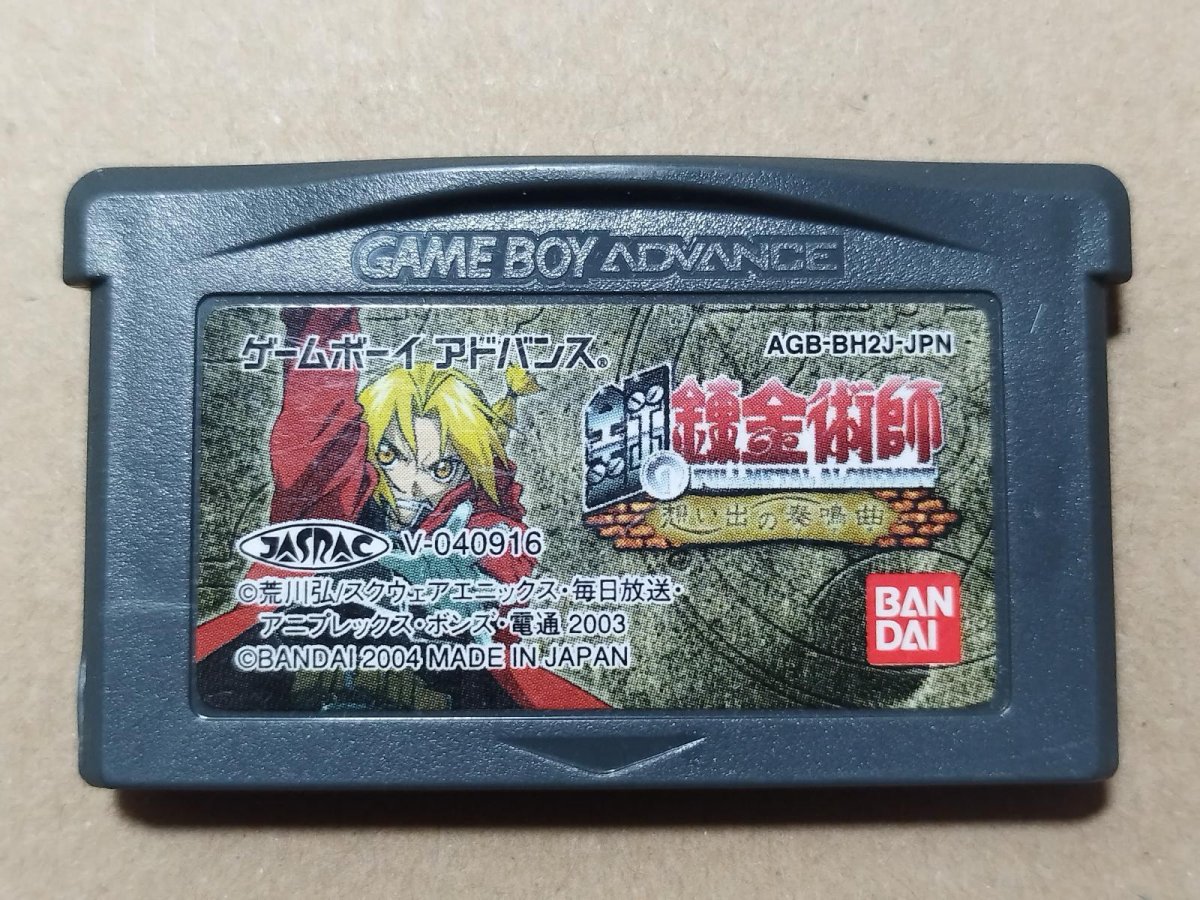 GAME BOY ADVANCE
ゲームボーイアドバンス®
AGB-BH2J-JPN
鋼の錬金術師
FULLMETAL ALCHEMIST
想い出の奏鳴曲
JASRAC V-040916
©荒川弘/スクウェアエニックス・毎日放送・
アニプレックス・ボンズ・電通 2003
©BANDAI 2004 MADE IN JAPAN
BAN
DAI